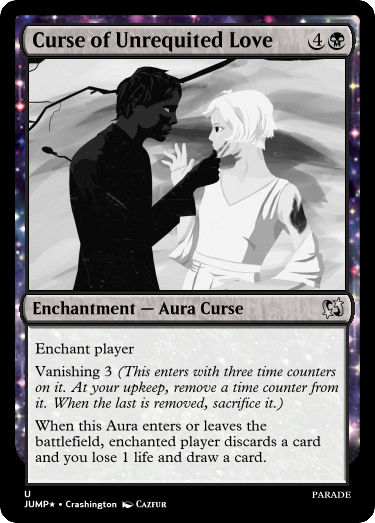 Curse of Unrequited Love 4
Enchantment — Aura Curse
Enchant player
Vanishing 3 (This enters with three time counters
on it. At your upkeep, remove a time counter from
it. When the last is removed, sacrifice it.)
When this Aura enters or leaves the
battlefield, enchanted player discards a card
and you lose 1 life and draw a card.
U
PARADE
JUMP★ • Crashington Cazfur